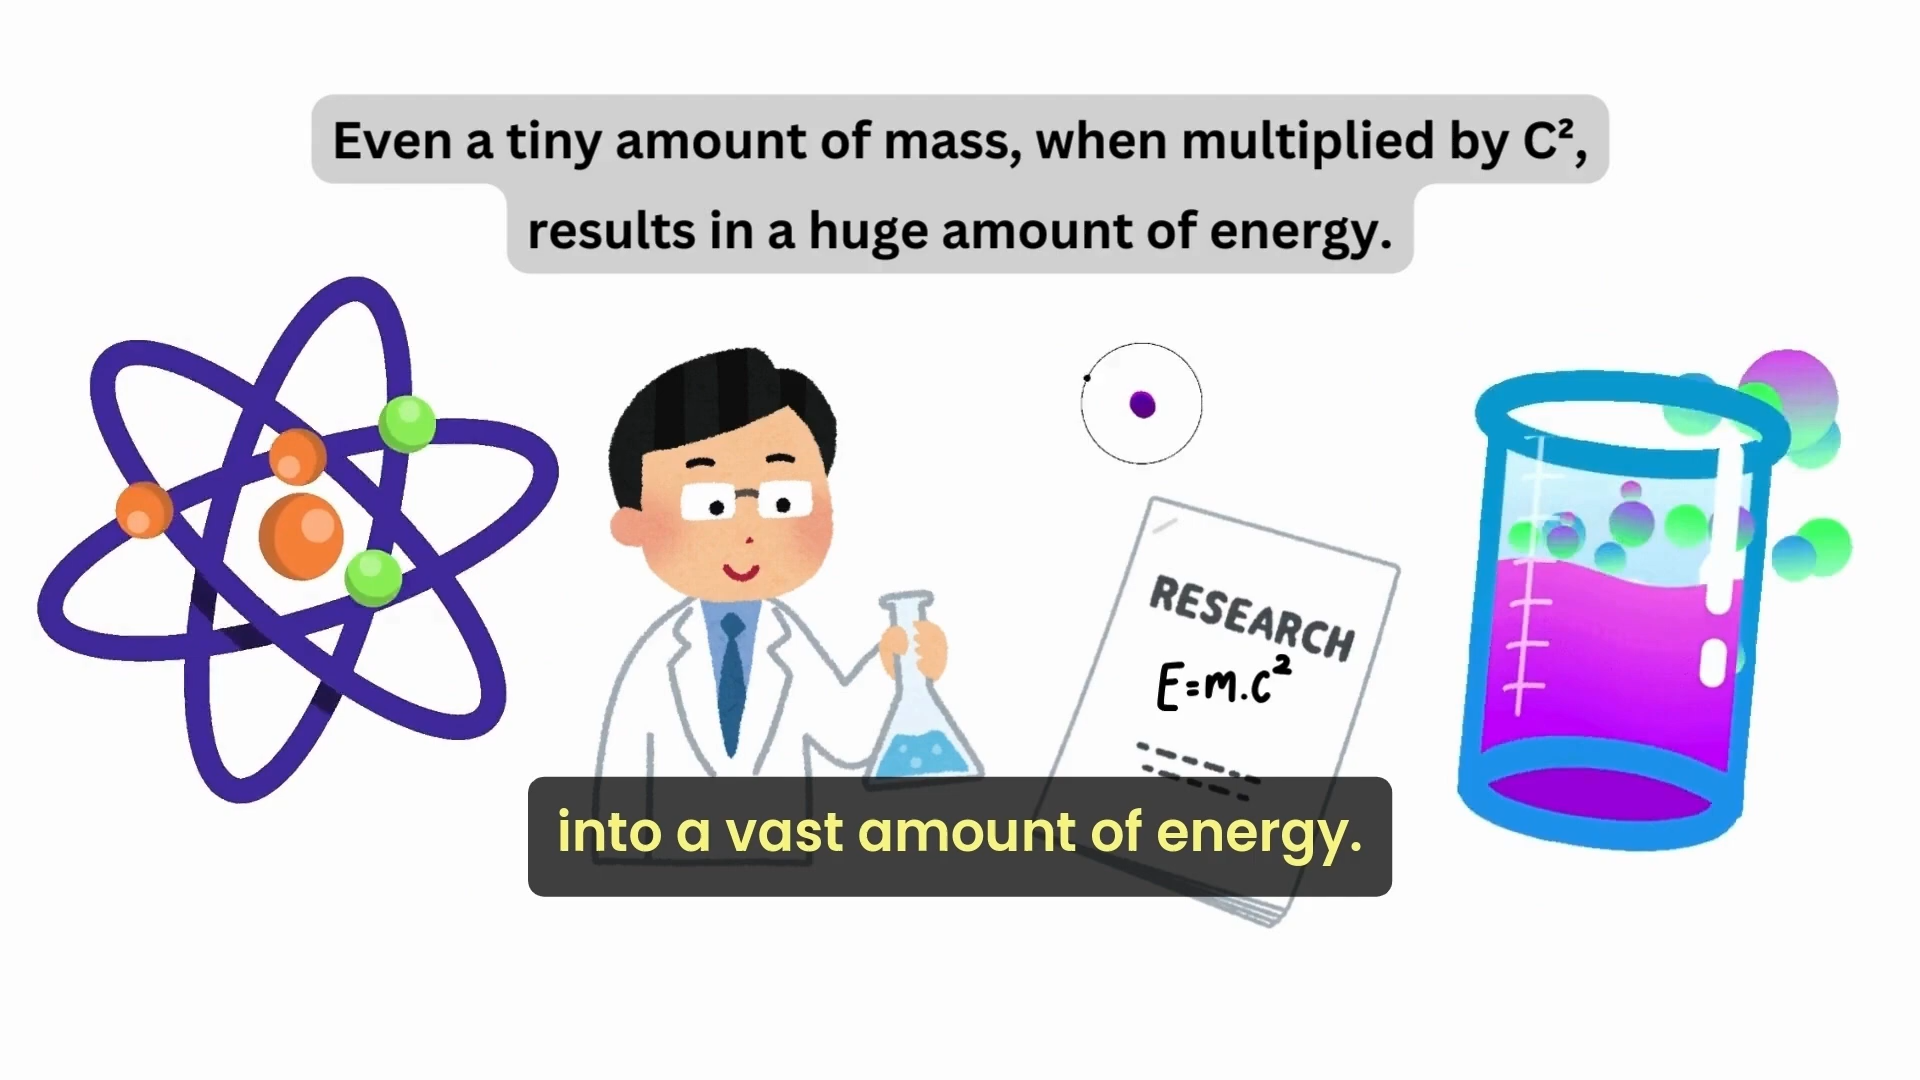 Even a tiny amount of mass, when multiplied by C²,
results in a huge amount of energy.
RESEARCH
E=m.c²
into a vast amount of energy.